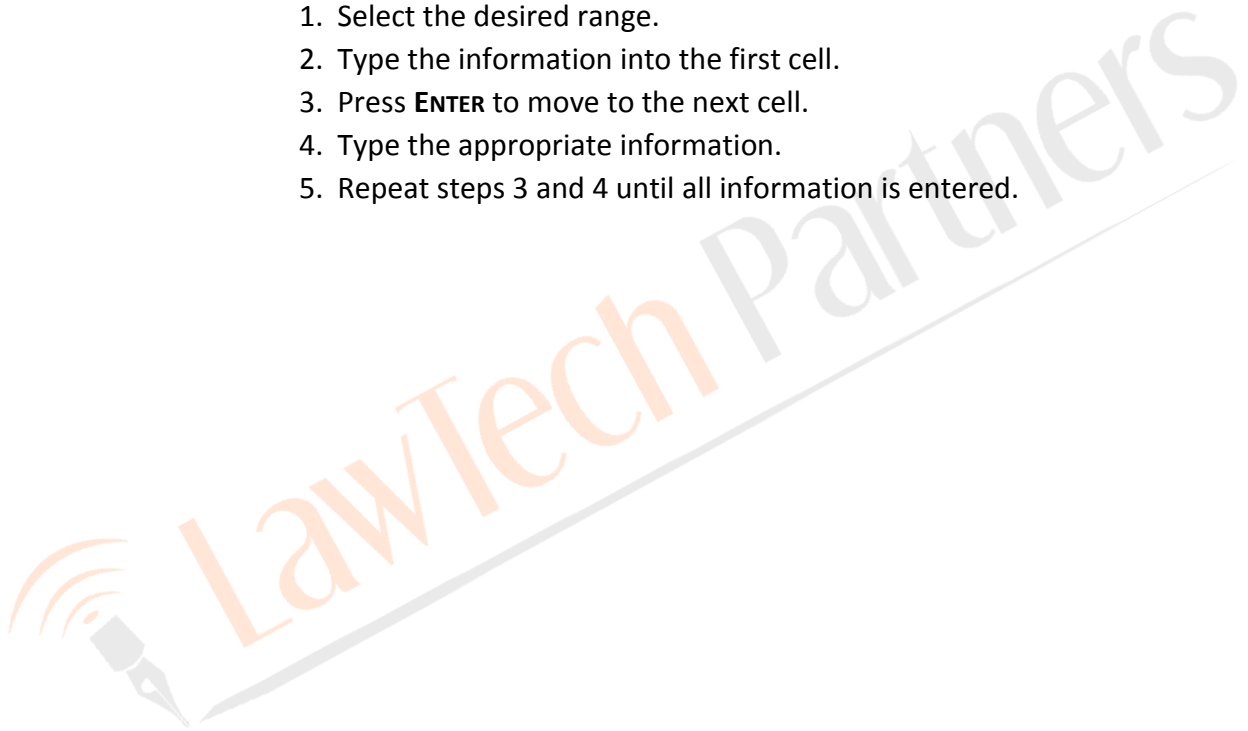 1. Select the desired range.
2. Type the information into the first cell.
3. Press ENTER to move to the next cell.
4. Type the appropriate information.
5. Repeat steps 3 and 4 until all information is entered.
LawTech Partners